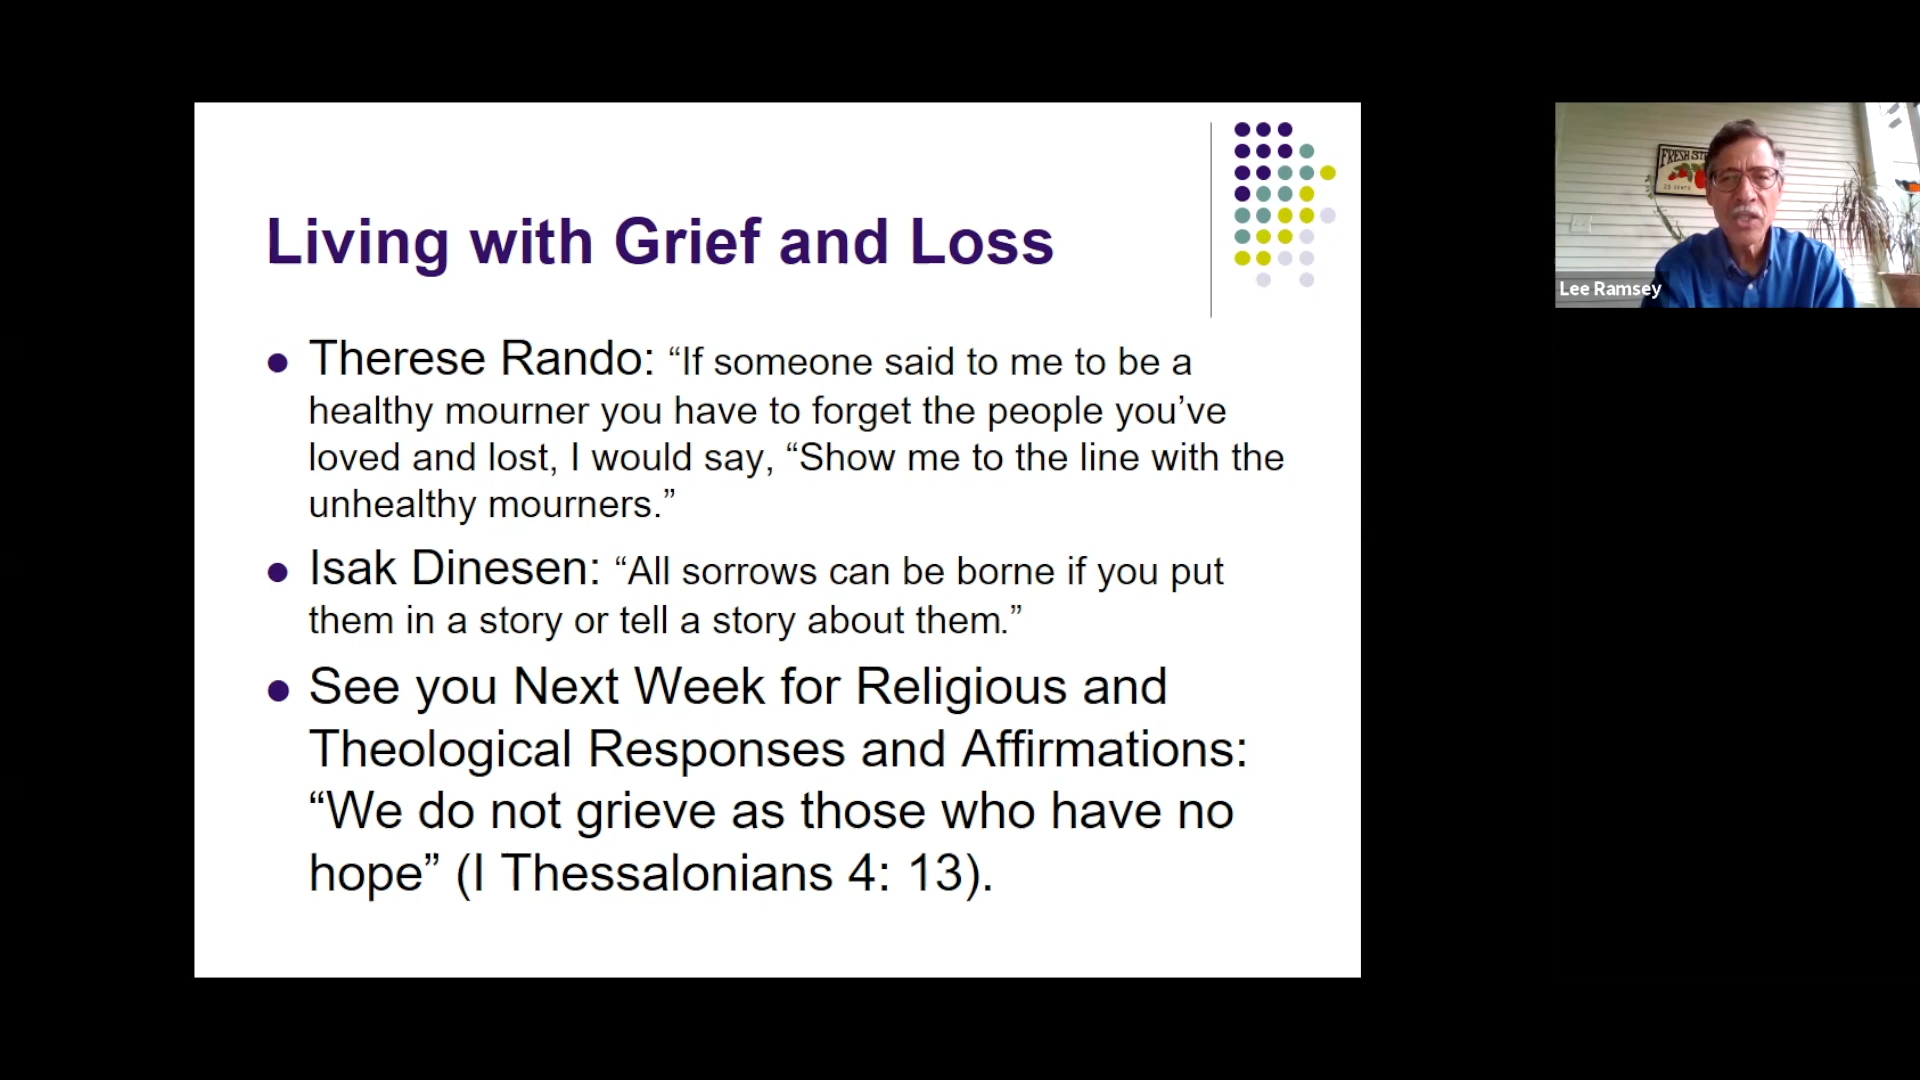 Living with Grief and Loss
● Therese Rando: “If someone said to me to be a
healthy mourner you have to forget the people you’ve
loved and lost, I would say, “Show me to the line with the
unhealthy mourners.”
● Isak Dinesen: “All sorrows can be borne if you put
them in a story or tell a story about them.”
● See you Next Week for Religious and
Theological Responses and Affirmations:
“We do not grieve as those who have no
hope” (I Thessalonians 4: 13).
FRESH
Lee Ramsey